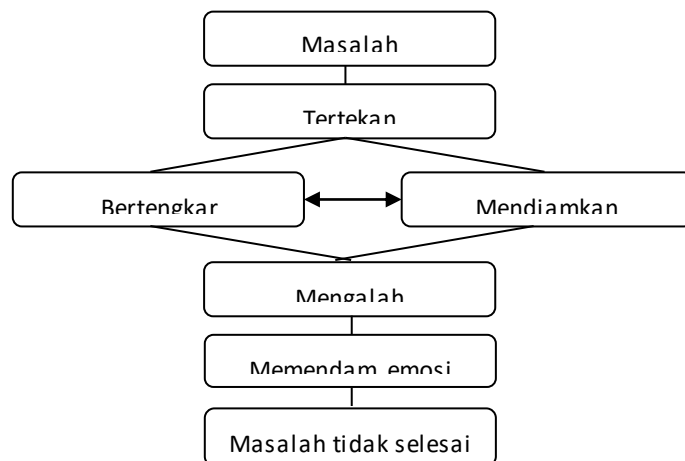 Masalah
Tertekan
Bertengkar
Mendiamkan
Mengalah
Memendam emosi
Masalah tidak selesai